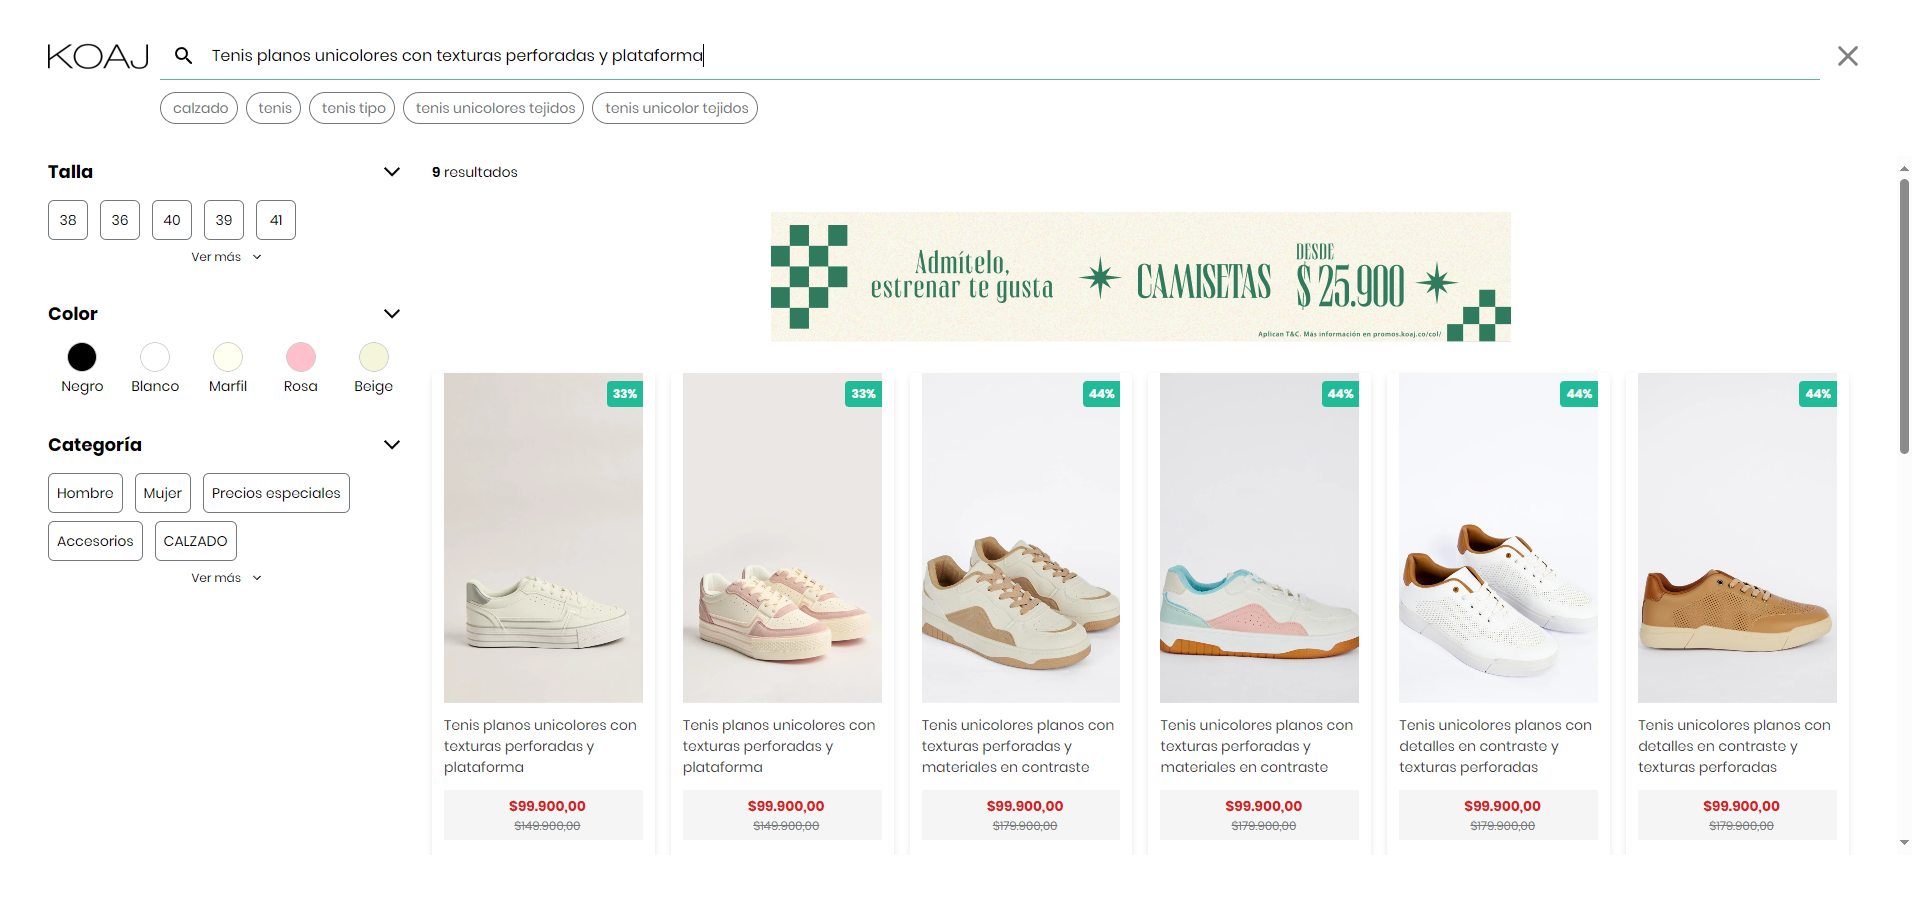 KOAJ
Tenis planos unicolores con texturas perforadas y plataforma
calzado
tenis
tenis tipo
tenis unicolores tejidos
tenis unicolor tejidos
Talla
38
36
40
39
41
Ver más
Color
Negro
Blanco
Marfil
Rosa
Beige
Categoría
Hombre
Mujer
Precios especiales
Accesorios
CALZADO
Ver más
9 resultados
Admítelo,
estrenar te gusta
CAMISETAS
DESDE
$ 25.900
Aplican T&C. Más información en promos.koaj.co/col/
33%
Tenis planos unicolores con
texturas perforadas y
plataforma
$99.900,00
$149.900,00
33%
Tenis planos unicolores con
texturas perforadas y
plataforma
$99.900,00
$149.900,00
44%
Tenis unicolores planos con
texturas perforadas y
materiales en contraste
$99.900,00
$179.900,00
44%
Tenis unicolores planos con
texturas perforadas y
materiales en contraste
$99.900,00
$179.900,00
44%
Tenis unicolores planos con
detalles en contraste y
texturas perforadas
$99.900,00
$179.900,00
44%
Tenis unicolores planos con
detalles en contraste y
texturas perforadas
$99.900,00
$179.900,00